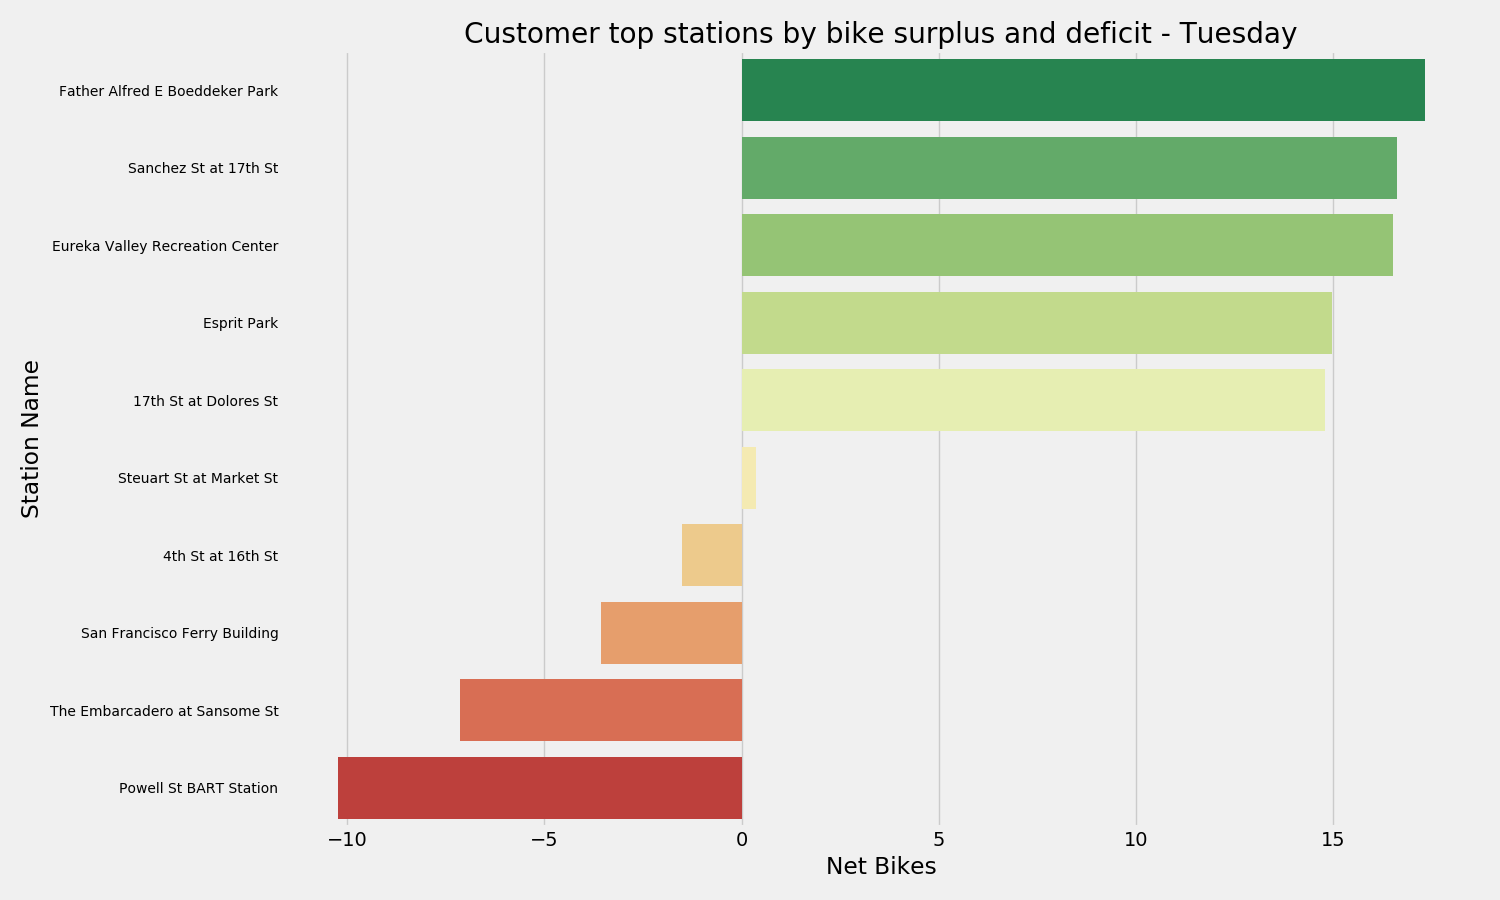 Customer top stations by bike surplus and deficit - Tuesday
Father Alfred E Boeddeker Park
Sanchez St at 17th St
Eureka Valley Recreation Center
Esprit Park
17th St at Dolores St
Steuart St at Market St
4th St at 16th St
San Francisco Ferry Building
The Embarcadero at Sansome St
Powell St BART Station
Station Name
−10 −5 0 5 10 15
Net Bikes